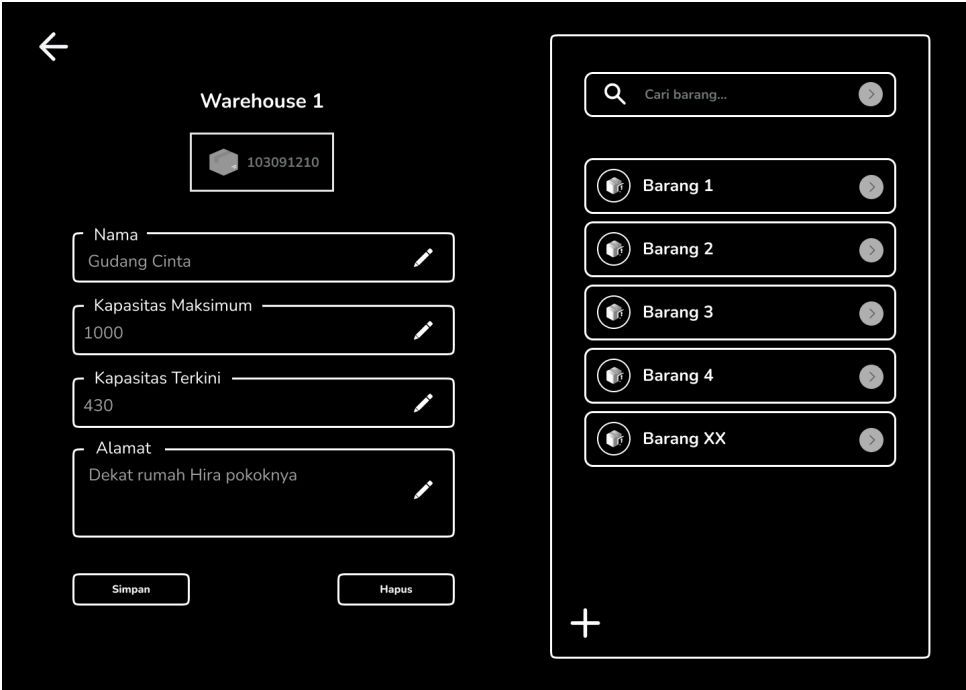 Warehouse 1
103091210
Nama
Gudang Cinta
Kapasitas Maksimum
1000
Kapasitas Terkini
430
Alamat
Dekat rumah Hira pokoknya
Simpan
Hapus
Cari barang...
Barang 1
Barang 2
Barang 3
Barang 4
Barang XX